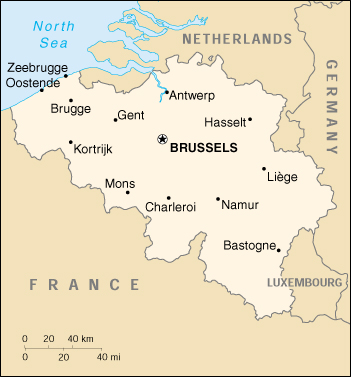 North
Sea
NETHERLANDS
Zeebrugge
Oostende
Antwerp
Brugge
Gent
Hasselt
GERMANY
Kortrijk
BRUSSELS
Liège
Mons
Charleroi
Namur
Bastogne
FRANCE
LUXEMBOURG
0 20 40 km
0 20 40 mi